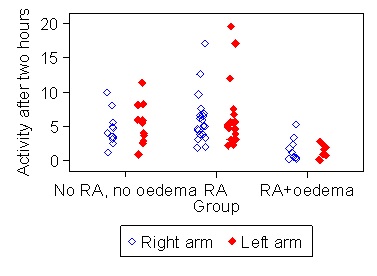 Activity after two hours
20
15
10
5
0
No RA, no oedema RA RA+oedema
Group
Right arm Left arm